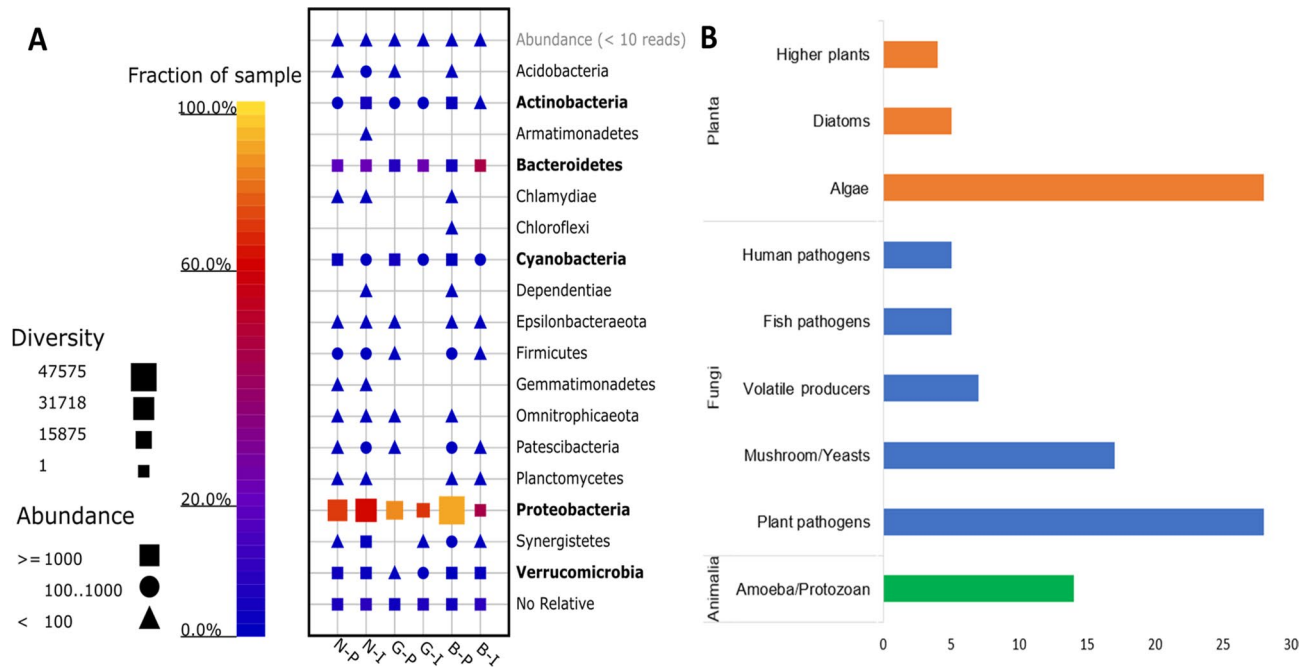 A
Fraction of sample
100.0%
60.0%
20.0%
0.0%
Diversity
47575
31718
15875
1
Abundance
>=1000
100..1000
< 100
Abundance (< 10 reads)
Acidobacteria
Actinobacteria
Armatimonadetes
Bacteroidetes
Chlamydiae
Chloroflexi
Cyanobacteria
Dependentiae
Epsilonbacteraeota
Firmicutes
Gemmatimonadetes
Omnitrophicaeota
Patescibacteria
Planctomycetes
Proteobacteria
Synergistetes
Verrucomicrobia
No Relative
N-P N-I G-P G-I B-P B-I
B
Planta
Higher plants
Diatoms
Algae
Fungi
Human pathogens
Fish pathogens
Volatile producers
Mushroom/Yeasts
Plant pathogens
Animalia
Amoeba/Protozoan
0 5 10 15 20 25 30